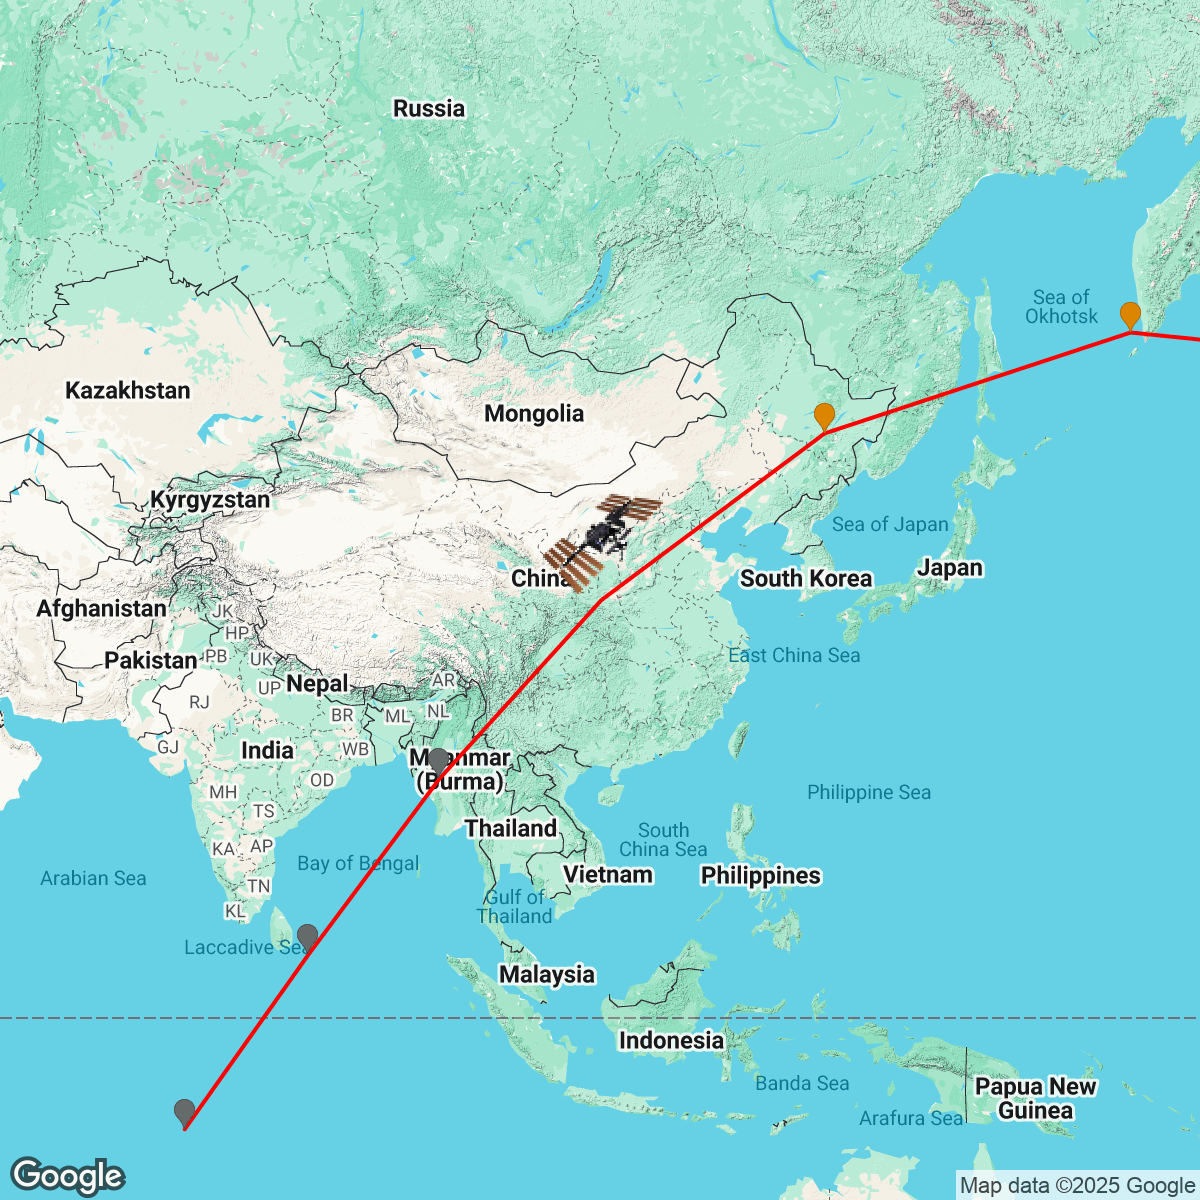 Russia
Sea of
Okhotsk
Kazakhstan
Mongolia
Kyrgyzstan
Sea of Japan
Japan
China
South Korea
Afghanistan
JK
HP
Pakistan
PB
UK
East China Sea
Nepal
UP
AR
RJ
BR
ML
NL
GJ
India
WB
Myanmar
(Burma)
OD
MH
Philippine Sea
TS
Thailand
South
China Sea
KA
AP
Bay of Bengal
Arabian Sea
TN
Vietnam
Philippines
KL
Gulf of
Thailand
Laccadive Sea
Malaysia
Indonesia
Banda Sea
Papua New
Guinea
Arafura Sea
Google
Map data ©2025 Google